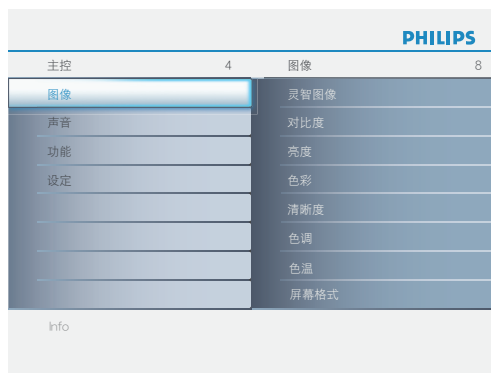 PHILIPS
主控 4
图像 8
图像
声音
功能
设定
灵智图像
对比度
亮度
色彩
清晰度
色调
色温
屏幕格式
Info